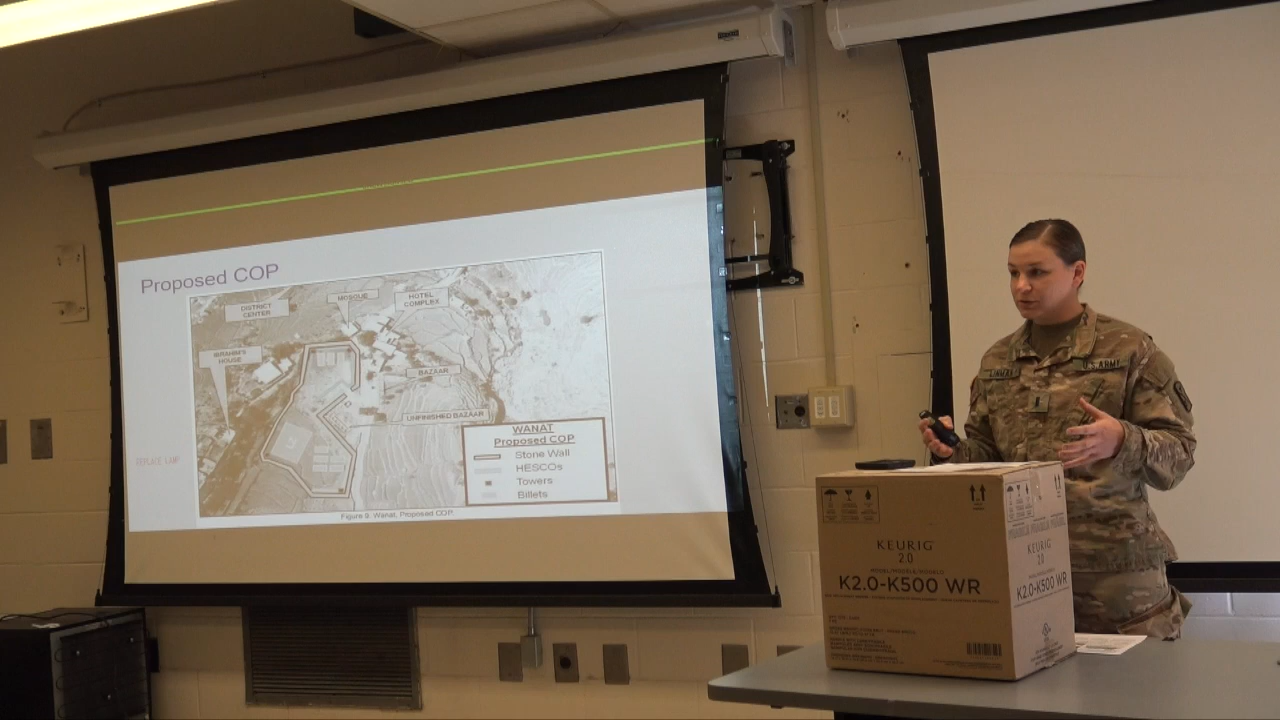 Proposed COP
DISTRICT
CENTER
MOSQUE
HOTEL
COMPLEX
IBRAHIM'S
HOUSE
BAZAAR
UNFINISHED BAZAAR
WANAT
Proposed COP
Stone Wall
HESCOs
Towers
Billets
Figure 9. Wanat, Proposed COP.
REPLACE LAMP
U.S. ARMY
KEURIG
2.0
K2.0-K500 WR
KEURIG
2.0
K2.0-K500 WR